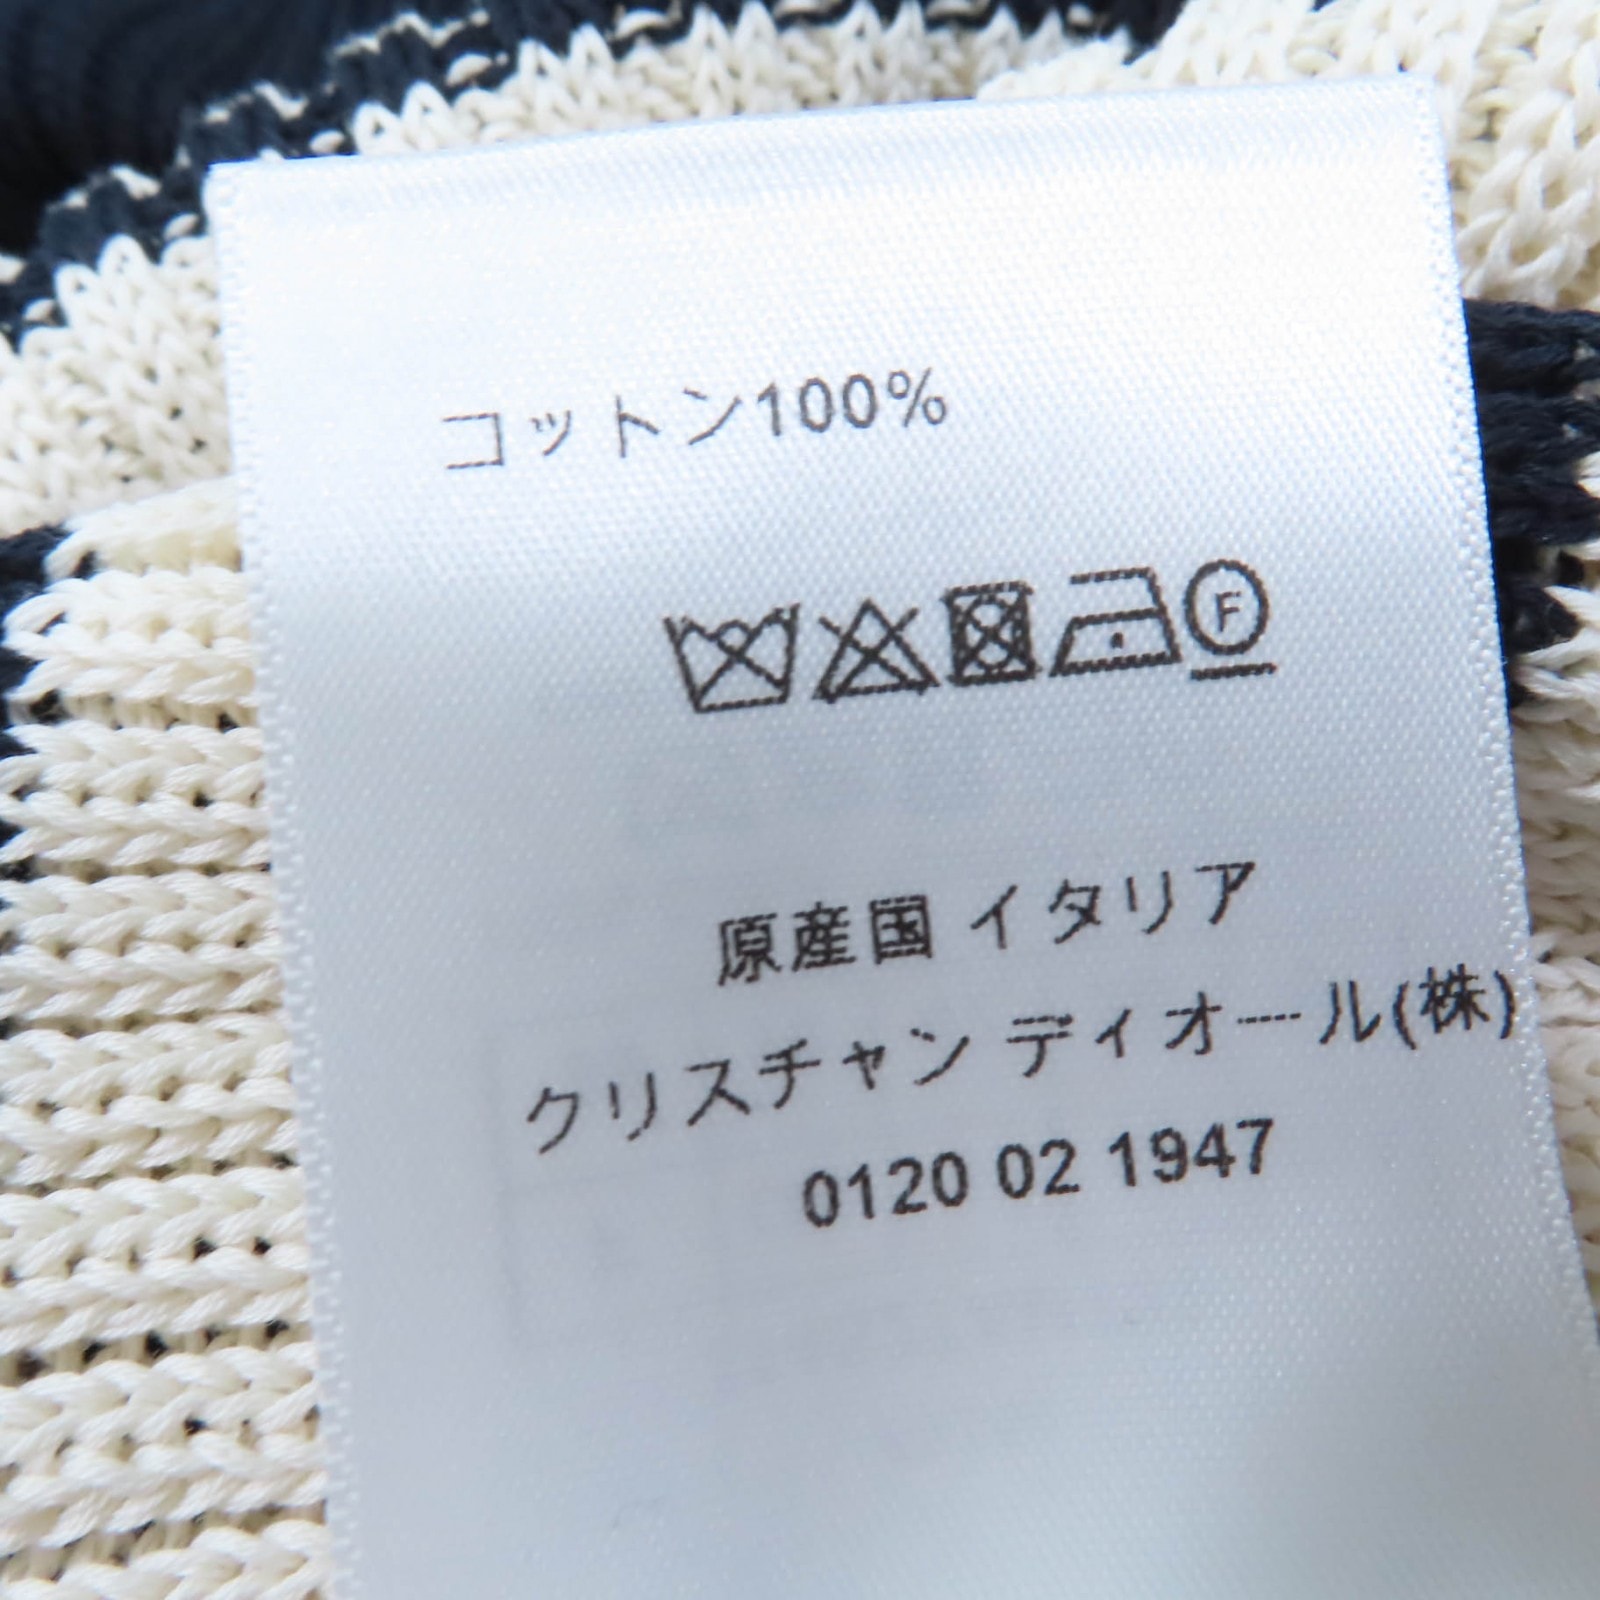 コットン100%
F
原産国 イタリア
クリスチャン ディオール(株)
0120 02 1947